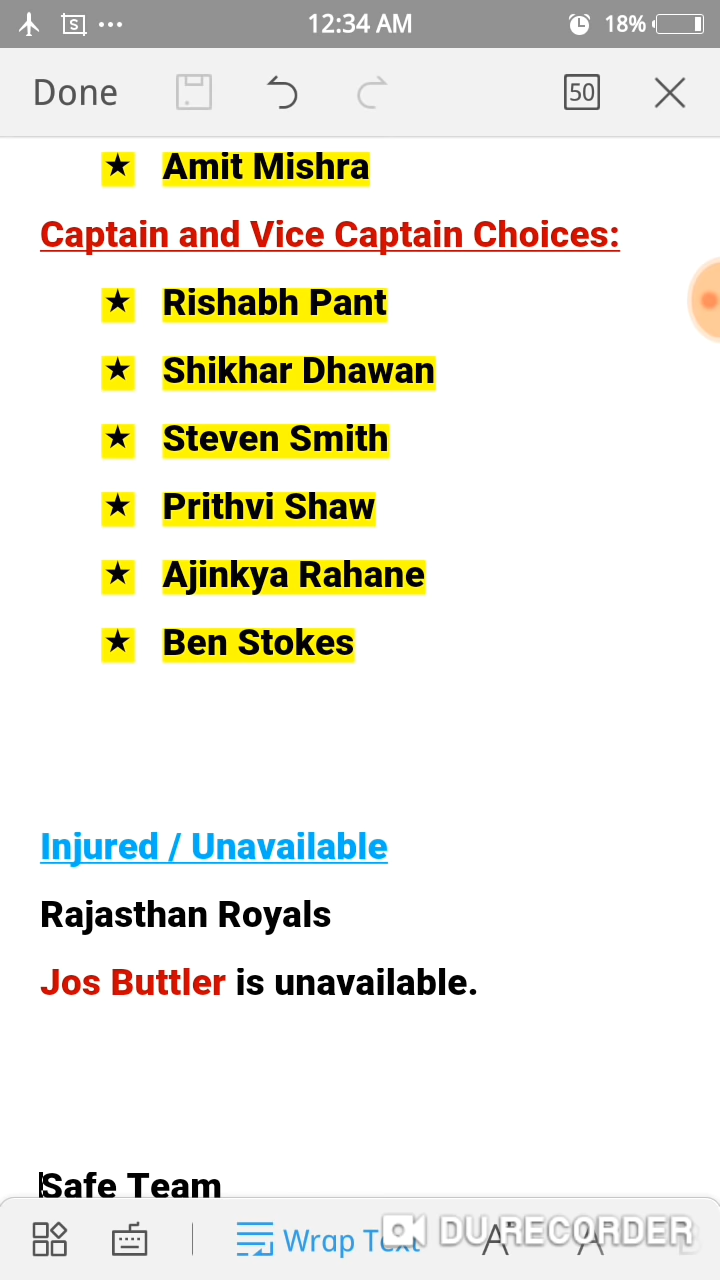 12:34 AM 18%
Done 50
★ Amit Mishra
Captain and Vice Captain Choices:
★ Rishabh Pant
★ Shikhar Dhawan
★ Steven Smith
★ Prithvi Shaw
★ Ajinkya Rahane
★ Ben Stokes
Injured / Unavailable
Rajasthan Royals
Jos Buttler is unavailable.
Safe Team
Wrap Text
DU RECORDER